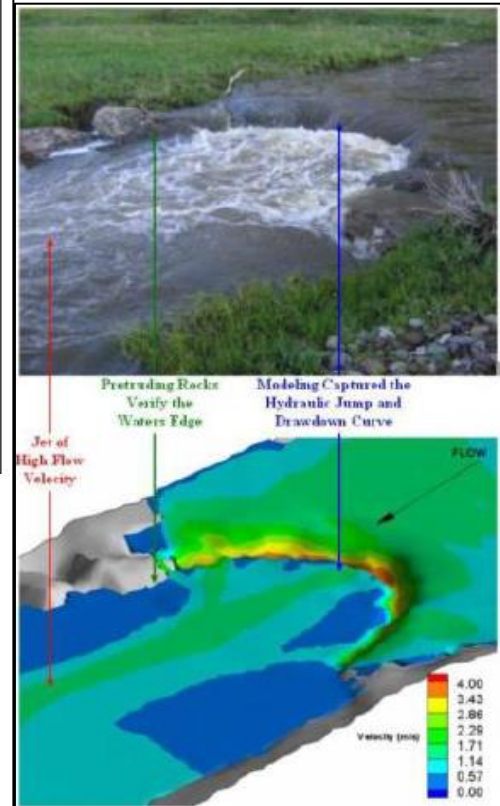 Protruding Rocks
Verify the
Waters Edge
Modeling Captured the
Hydraulic Jump and
Drawdown Curve
Jet of
High Flow
Velocity
FLOW
Velocity (m/s)
4.00
3.43
2.86
2.29
1.71
1.14
0.57
0.00